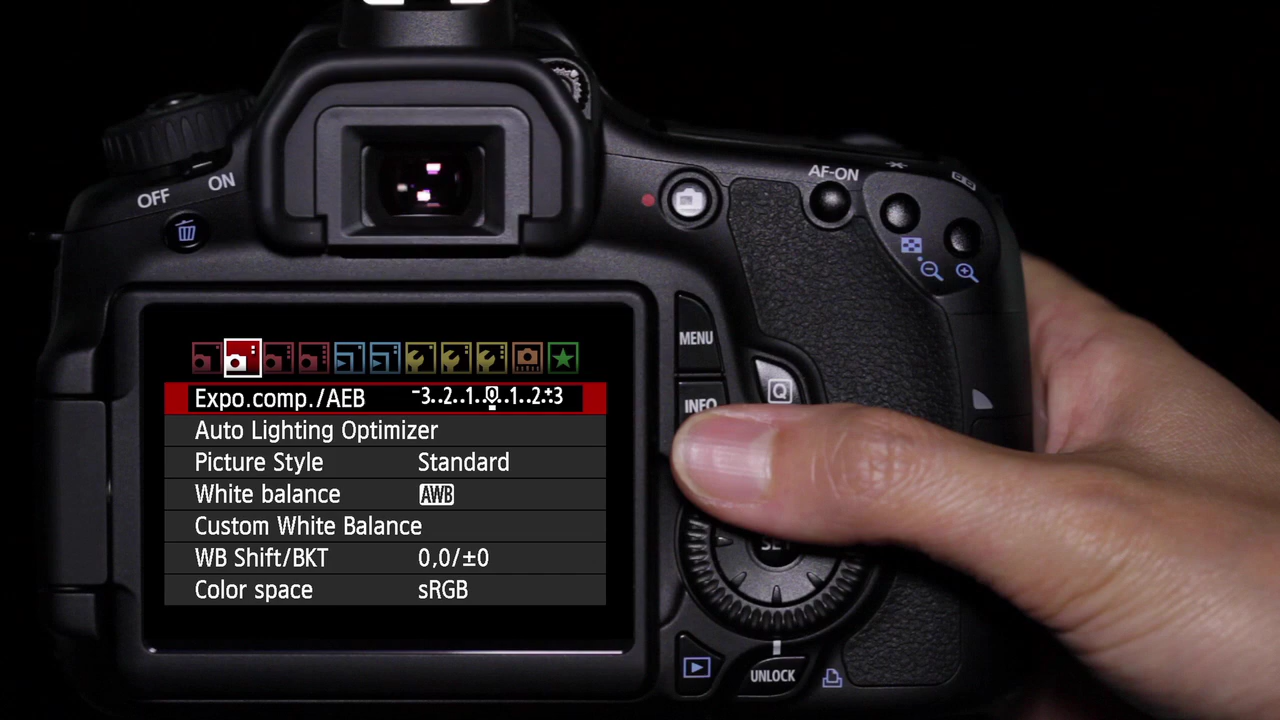 OFF ON
AF-ON
MENU
Q
INFO
Expo.comp./AEB -3..2..1..0..1..2..+3
Auto Lighting Optimizer
Picture Style Standard
White balance AWB
Custom White Balance
WB Shift/BKT 0,0/±0
Color space sRGB
SET
UNLOCK